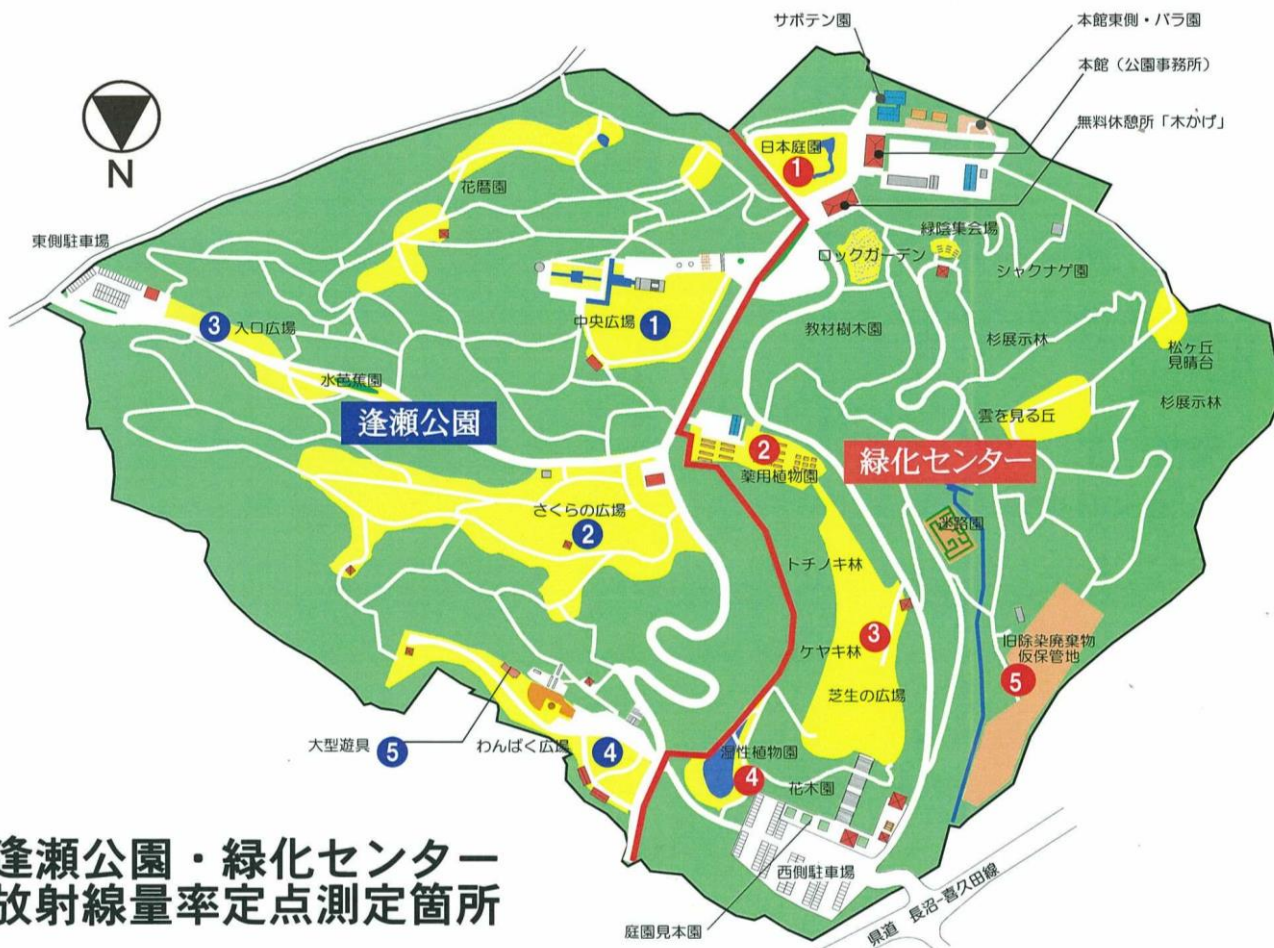 サボテン園
本館東側・バラ園
本館（公園事務所）
無料休憩所「木かげ」
N
日本庭園
1
花暦園
東側駐車場
緑陰集会場
ロックガーデン
シャクナゲ園
3 入口広場
中央広場 1
教材樹木園
杉展示林
松ヶ丘
見晴台
水芭蕉園
杉展示林
雲を見る丘
逢瀬公園
2
薬用植物園
緑化センター
さくらの広場
2
迷路園
トチノキ林
3
ケヤキ林
旧除染廃棄物
仮保管地
5
芝生の広場
大型遊具 5
わんぱく広場
4
湿性植物園
4
花木園
西側駐車場
庭園見本園
県道 長沼-喜久田線
逢瀬公園・緑化センター
放射線量率定点測定箇所